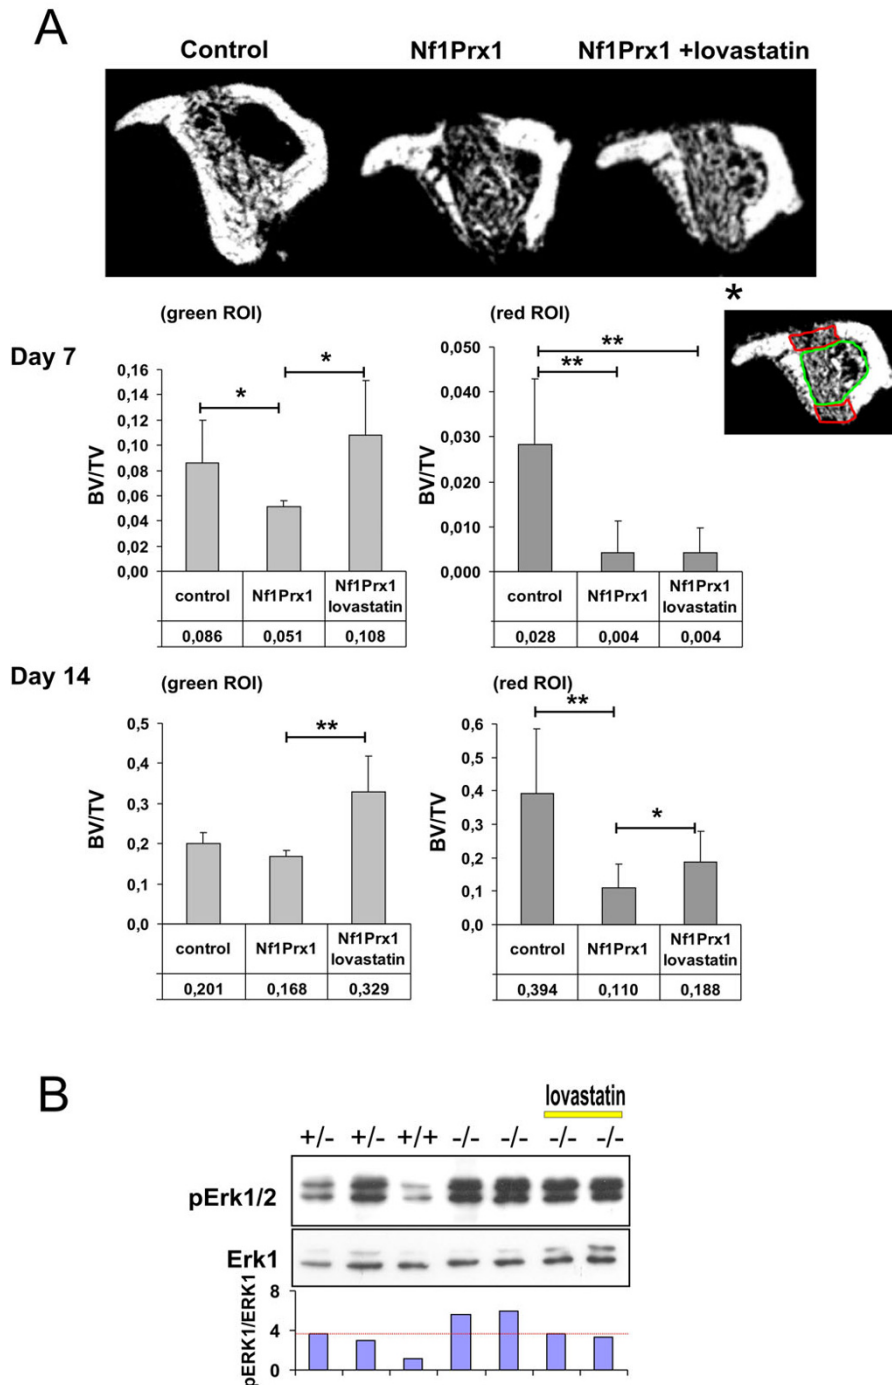 A
Control Nf1Prx1 Nf1Prx1 +lovastatin
*
Day 7
(green ROI)
BV/TV
0,16
0,14
0,12
0,10
0,08
0,06
0,04
0,02
0,00
*
*
control Nf1Prx1 Nf1Prx1
lovastatin
0,086 0,051 0,108
(red ROI)
BV/TV
0,050
0,040
0,030
0,020
0,010
0,000
**
**
control Nf1Prx1 Nf1Prx1
lovastatin
0,028 0,004 0,004
Day 14
(green ROI)
BV/TV
0,5
0,4
0,3
0,2
0,1
0,0
**
control Nf1Prx1 Nf1Prx1
lovastatin
0,201 0,168 0,329
(red ROI)
BV/TV
0,6
0,5
0,4
0,3
0,2
0,1
0,0
**
*
control Nf1Prx1 Nf1Prx1
lovastatin
0,394 0,110 0,188
B
lovastatin
+/- +/- +/+ -/- -/- -/- -/-
pErk1/2
Erk1
pERK1/ERK1
8
4
0